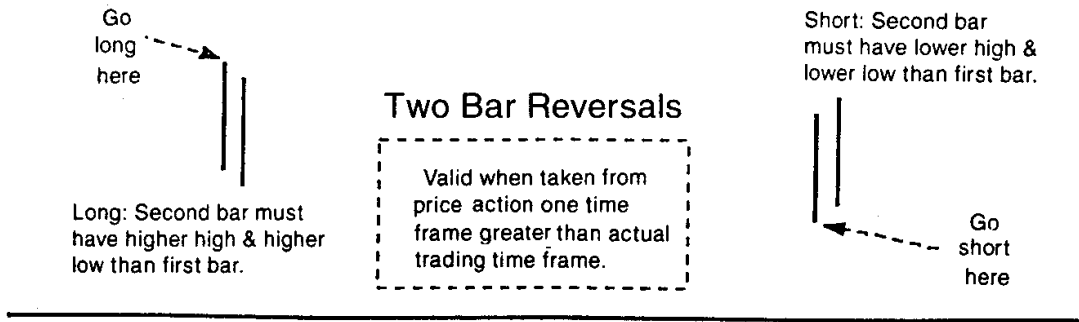 Go
long
here
Long: Second bar must
have higher high & higher
low than first bar.
Two Bar Reversals
Valid when taken from
price action one time
frame greater than actual
trading time frame.
Short: Second bar
must have lower high &
lower low than first bar.
Go
short
here